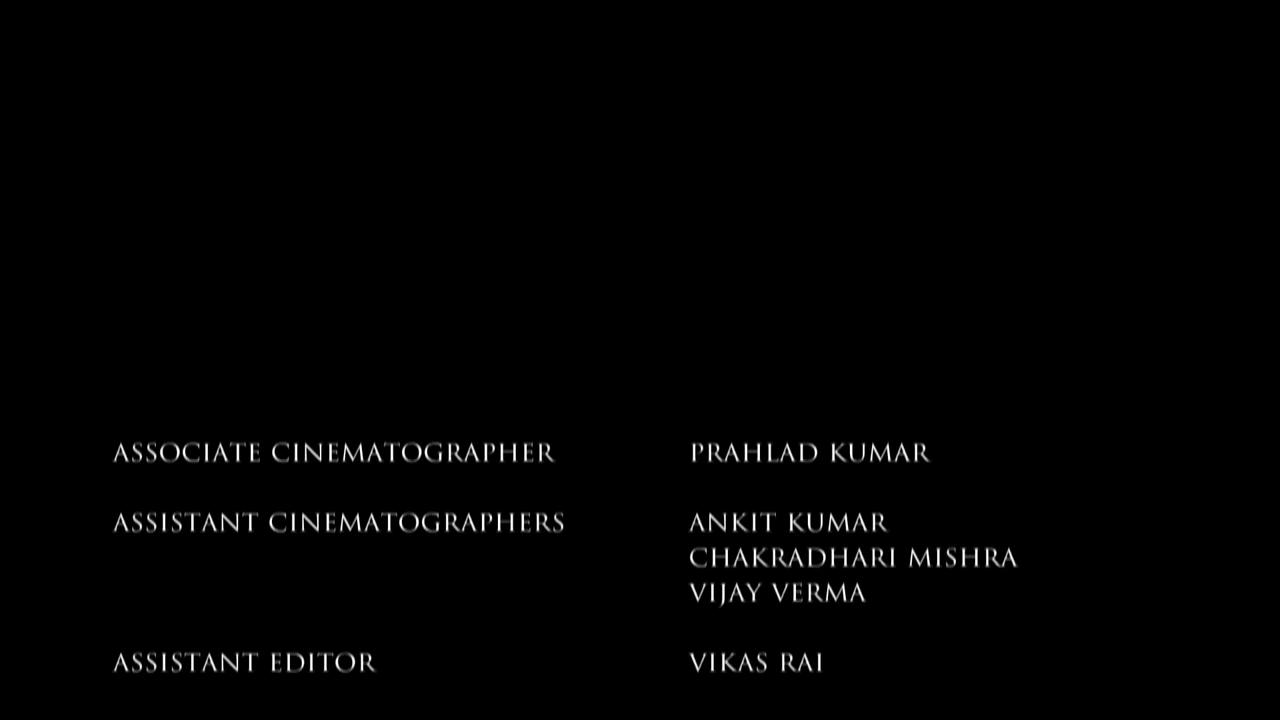 ASSOCIATE CINEMATOGRAPHER PRAHLAD KUMAR
ASSISTANT CINEMATOGRAPHERS ANKIT KUMAR
CHAKRADHARI MISHRA
VIJAY VERMA
ASSISTANT EDITOR VIKAS RAI